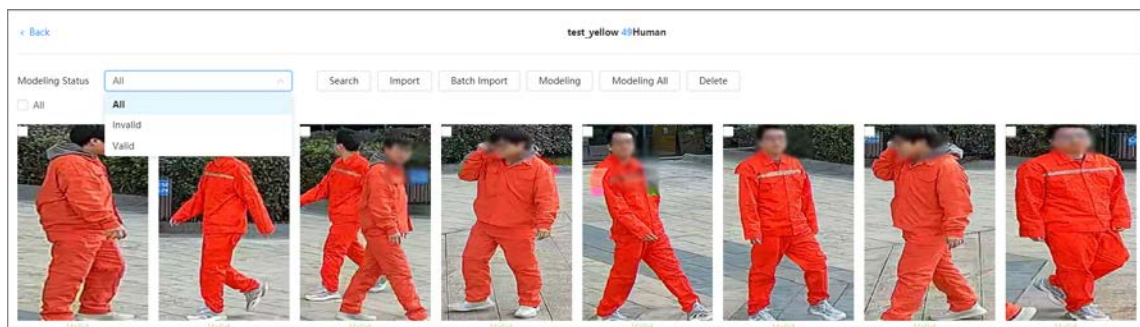 < Back
test_yellow 49Human
Modeling Status All Search Import Batch Import Modeling Modeling All Delete
All
All
Invalid
Valid